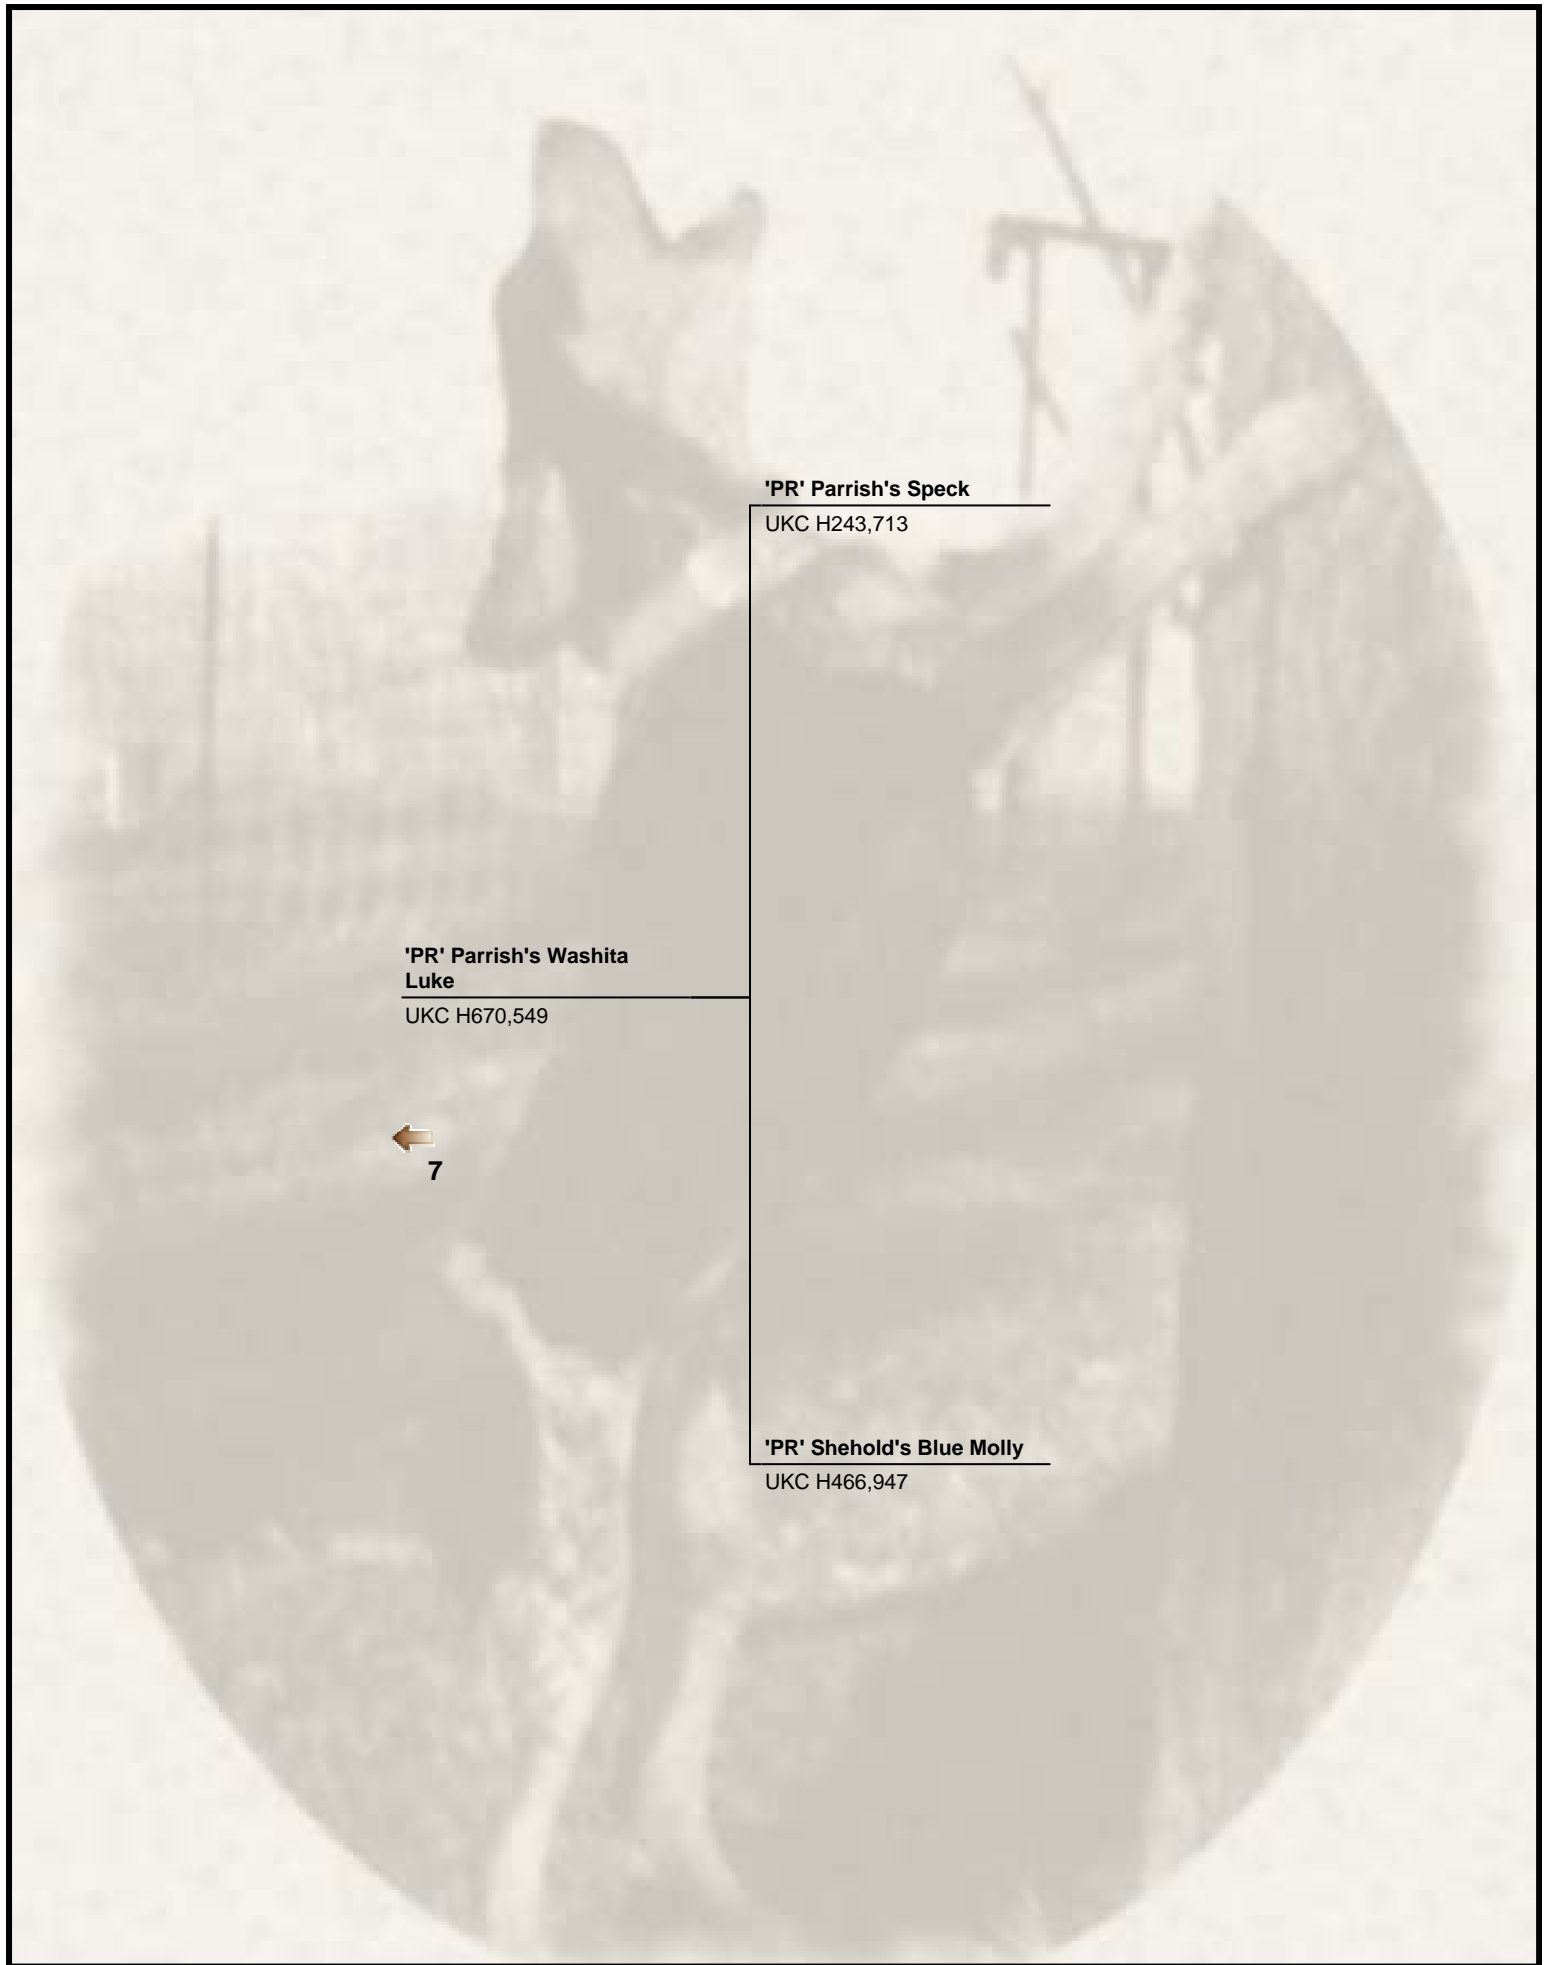 'PR' Parrish's Speck
UKC H243,713
'PR' Parrish's Washita
Luke
UKC H670,549
7
'PR' Shehold's Blue Molly
UKC H466,947